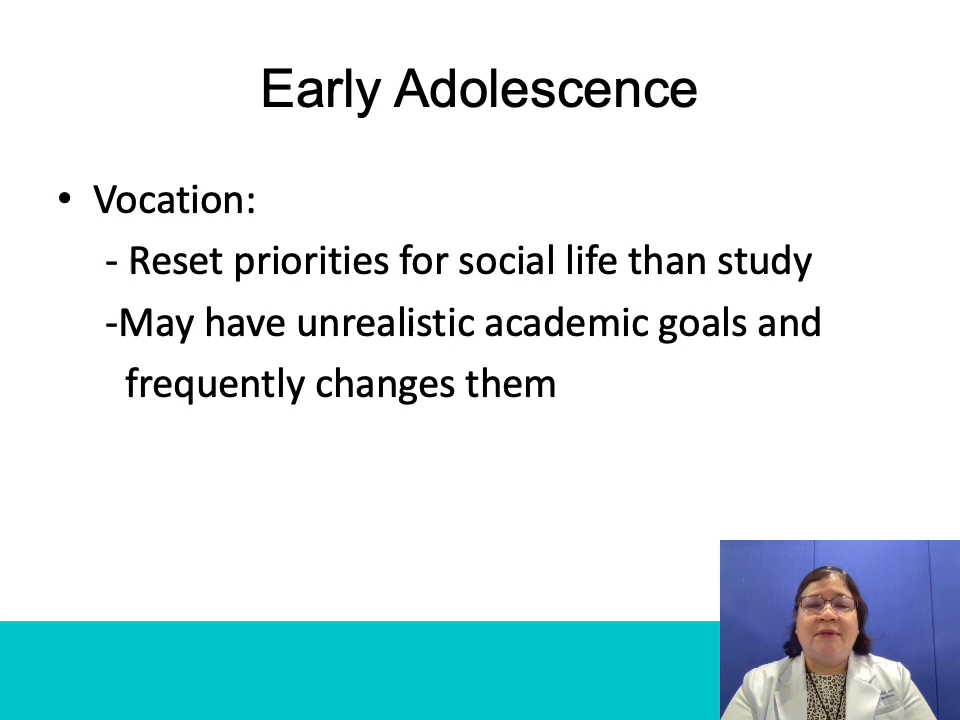 Early Adolescence
• Vocation:
- Reset priorities for social life than study
-May have unrealistic academic goals and
frequently changes them